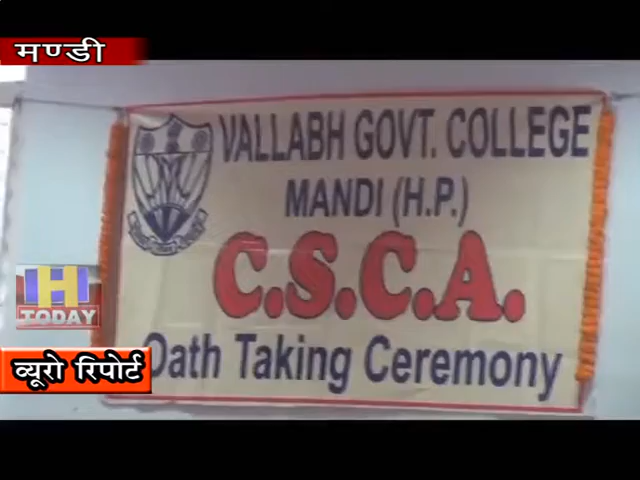 मण्डी
VALLABH GOVT. COLLEGE
MANDI (H.P.)
C.S.C.A.
Oath Taking Ceremony
H
TODAY
व्यूरो रिपोर्ट